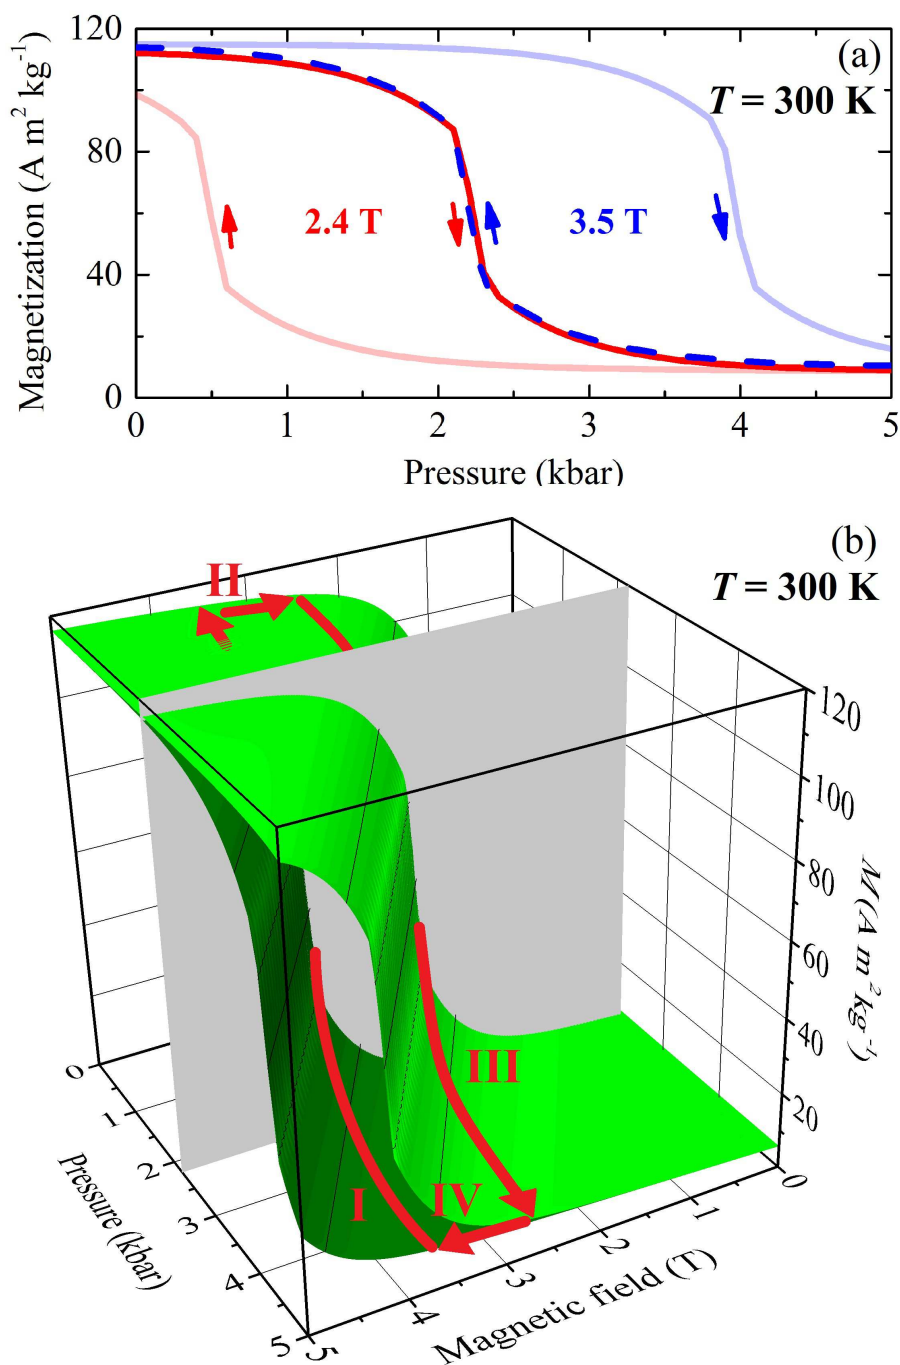 120
(a)
T = 300 K
80
2.4 T
3.5 T
40
0
Magnetization (A m² kg⁻¹)
0 1 2 3 4 5
Pressure (kbar)
(b)
T = 300 K
II
120
100
80
60
40
20
M(A m² kg⁻¹)
III
I
IV
0
1
2
3
4
5
Pressure (kbar)
0
1
2
3
4
5
Magnetic field (T)